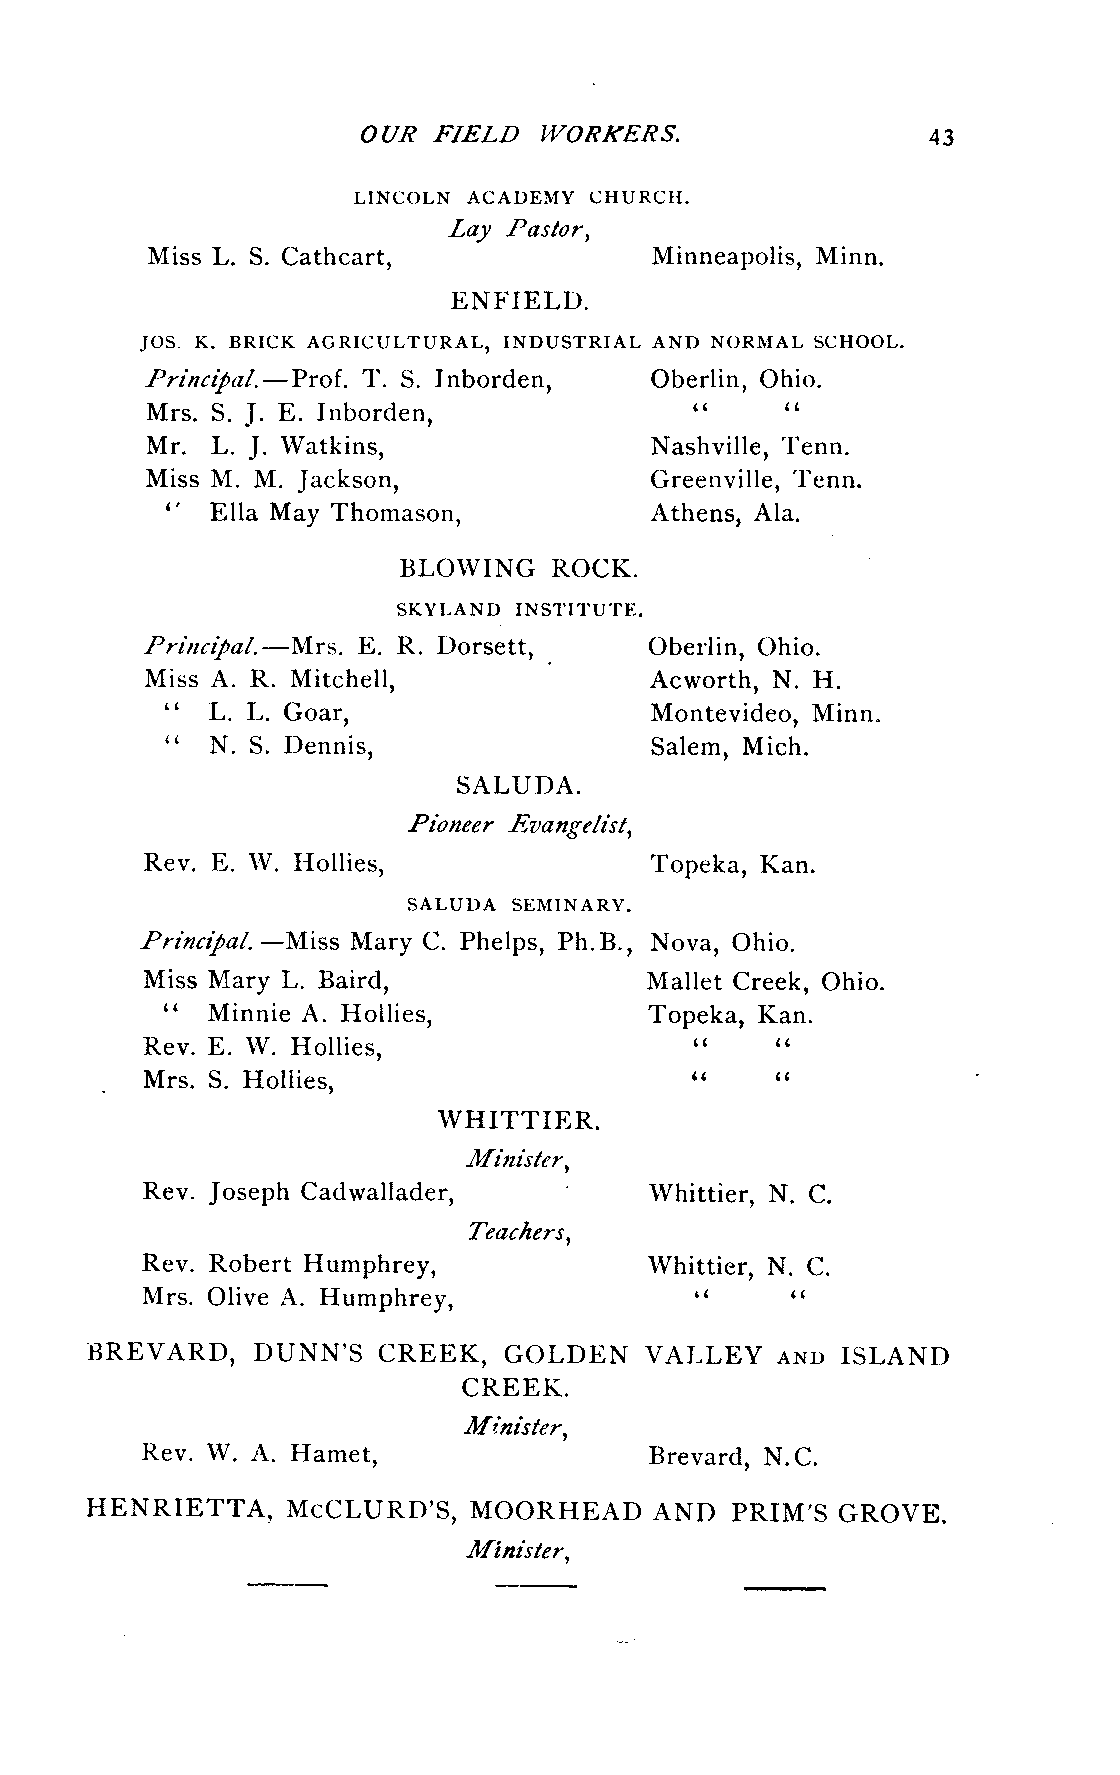 OUR FIELD WORKERS. 43
LINCOLN ACADEMY CHURCH.
Lay Pastor,
Miss L. S. Cathcart, Minneapolis, Minn.
ENFIELD.
JOS. K. BRICK AGRICULTURAL, INDUSTRIAL AND NORMAL SCHOOL.
Principal.—Prof. T. S. Inborden, Oberlin, Ohio.
Mrs. S. J. E. Inborden, “ “
Mr. L. J. Watkins, Nashville, Tenn.
Miss M. M. Jackson, Greenville, Tenn.
“ Ella May Thomason, Athens, Ala.
BLOWING ROCK.
SKYLAND INSTITUTE.
Principal.—Mrs. E. R. Dorsett, Oberlin, Ohio.
Miss A. R. Mitchell, Acworth, N. H.
“ L. L. Goar, Montevideo, Minn.
“ N. S. Dennis, Salem, Mich.
SALUDA.
Pioneer Evangelist,
Rev. E. W. Hollies, Topeka, Kan.
SALUDA SEMINARY.
Principal.—Miss Mary C. Phelps, Ph.B., Nova, Ohio.
Miss Mary L. Baird, Mallet Creek, Ohio.
“ Minnie A. Hollies, Topeka, Kan.
Rev. E. W. Hollies, “ “
Mrs. S. Hollies, “ “
WHITTIER.
Minister,
Rev. Joseph Cadwallader, Whittier, N. C.
Teachers,
Rev. Robert Humphrey, Whittier, N. C.
Mrs. Olive A. Humphrey, “ “
BREVARD, DUNN'S CREEK, GOLDEN VALLEY AND ISLAND
CREEK.
Minister,
Rev. W. A. Hamet, Brevard, N.C.
HENRIETTA, McCLURD'S, MOORHEAD AND PRIM'S GROVE.
Minister,